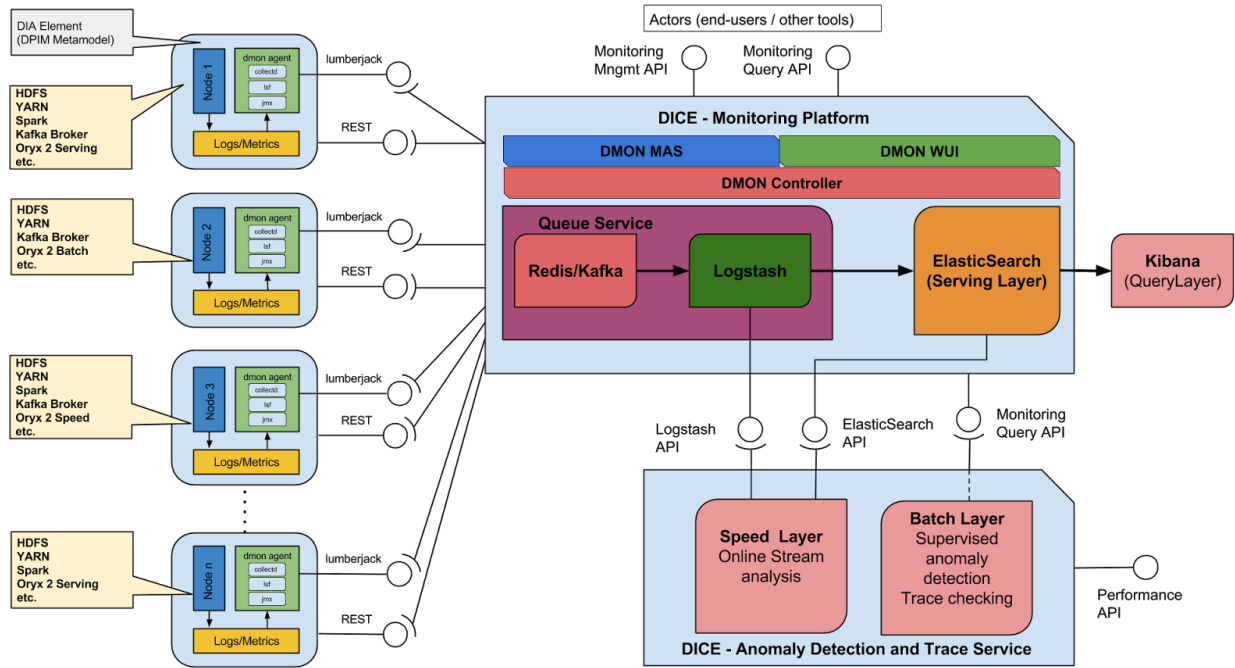 DIA Element
(DPIM Metamodel)
HDFS
YARN
Spark
Kafka Broker
Oryx 2 Serving
etc.
Node 1
dmon agent
collectd
lsf
jmx
Logs/Metrics
lumberjack
REST
HDFS
YARN
Kafka Broker
Oryx 2 Batch
etc.
Node 2
dmon agent
collectd
lsf
jmx
Logs/Metrics
lumberjack
REST
HDFS
YARN
Spark
Kafka Broker
Oryx 2 Speed
etc.
Node 3
dmon agent
collectd
lsf
jmx
Logs/Metrics
lumberjack
REST
HDFS
YARN
Spark
Oryx 2 Serving
etc.
Node n
dmon agent
collectd
lsf
jmx
Logs/Metrics
lumberjack
REST
Actors (end-users / other tools)
Monitoring
Mngmt API
Monitoring
Query API
DICE - Monitoring Platform
DMON MAS
DMON WUI
DMON Controller
Queue Service
Redis/Kafka
Logstash
ElasticSearch
(Serving Layer)
Kibana
(QueryLayer)
Logstash
API
ElasticSearch
API
Monitoring
Query API
Speed Layer
Online Stream
analysis
Batch Layer
Supervised
anomaly
detection
Trace checking
DICE - Anomaly Detection and Trace Service
Performance
API